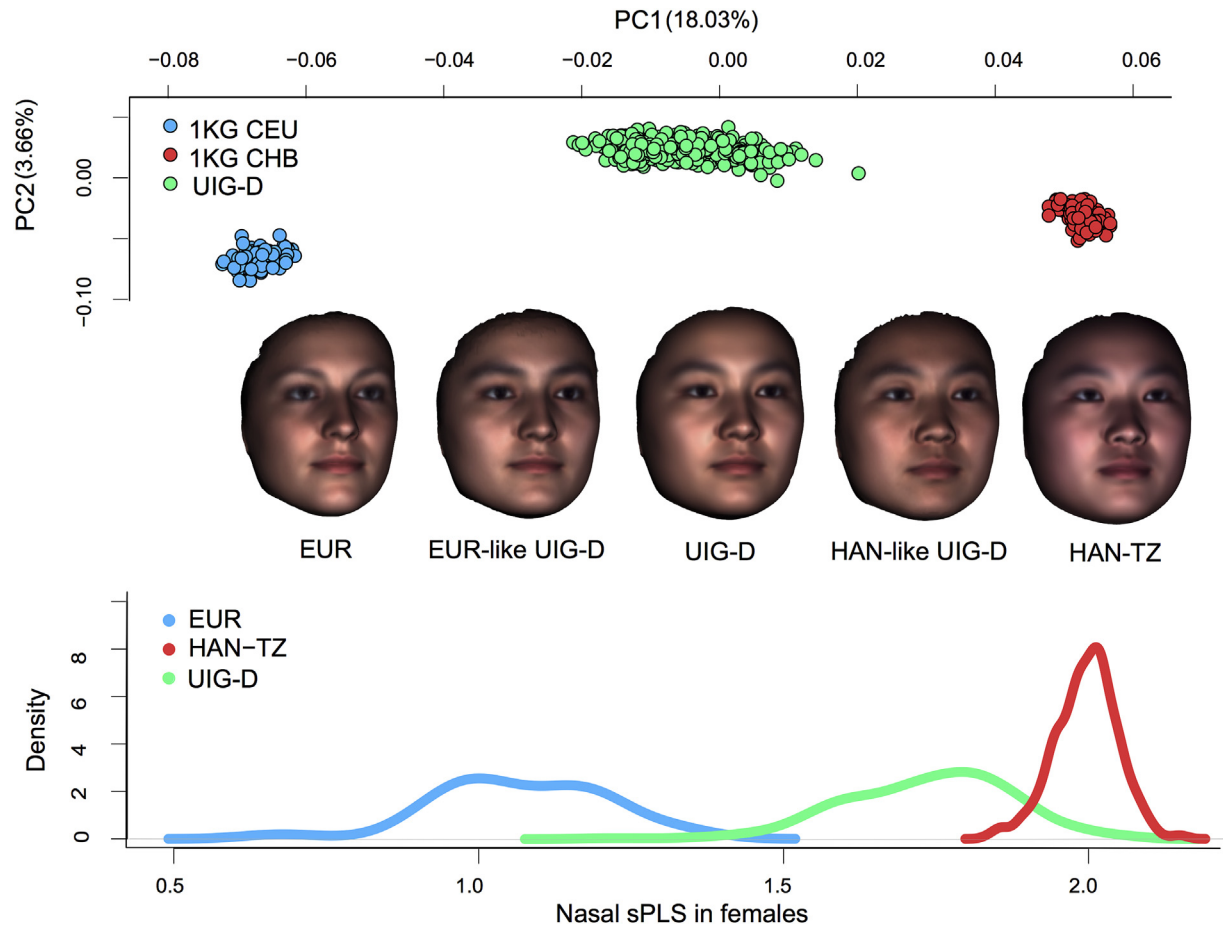 PC1(18.03%)
−0.08 −0.06 −0.04 −0.02 0.00 0.02 0.04 0.06
PC2(3.66%)
0.00
−0.10
1KG CEU
1KG CHB
UIG-D
EUR EUR-like UIG-D UIG-D HAN-like UIG-D HAN-TZ
EUR
HAN−TZ
UIG-D
Density
8
6
4
2
0
0.5 1.0 1.5 2.0
Nasal sPLS in females